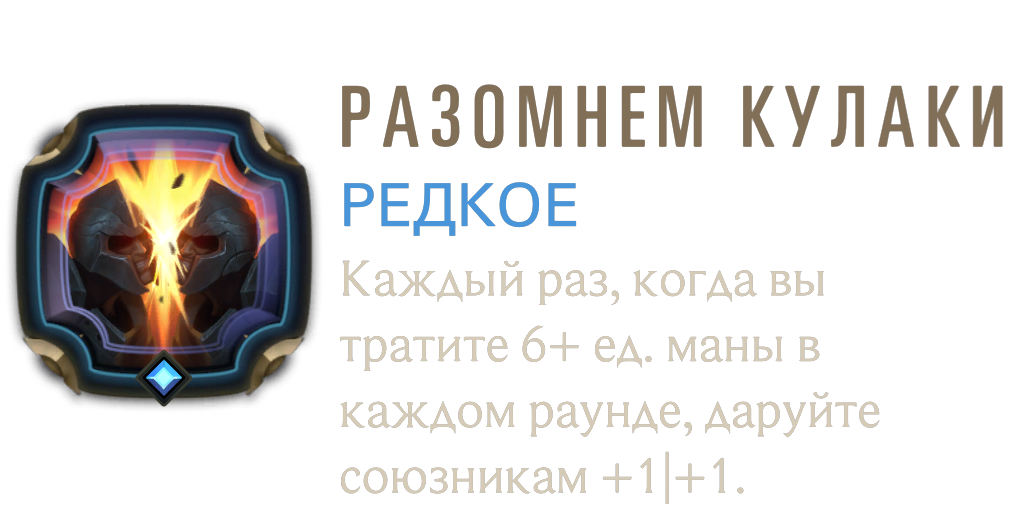 РАЗОМНЕМ КУЛАКИ
РЕДКОЕ
Каждый раз, когда вы
тратите 6+ ед. маны в
каждом раунде, даруйте
союзникам +1|+1.